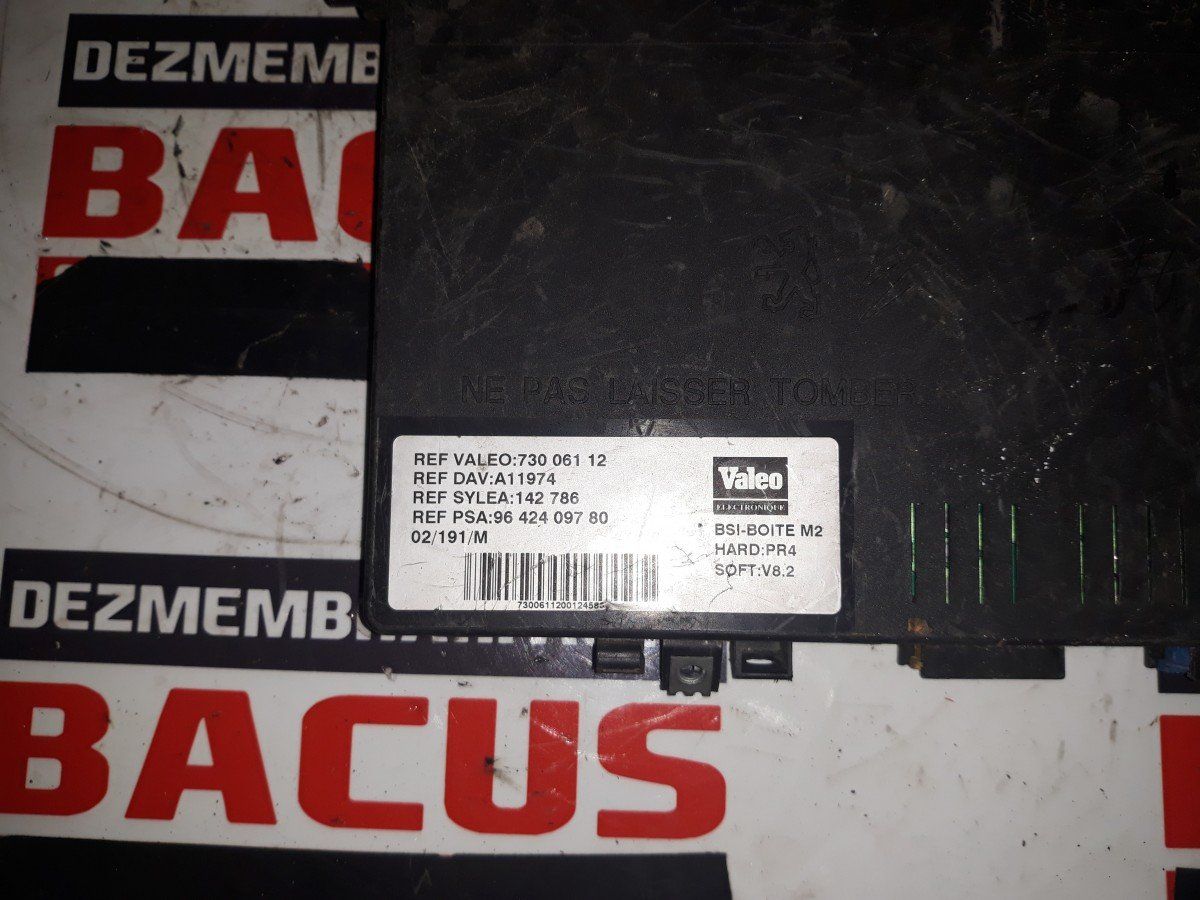 DEZMEMB
BAC
NE PAS LAISSER TOMBER
REF VALEO:730 061 12
REF DAV:A11974
REF SYLEA:142 786
REF PSA:96 424 097 80
02/191/M
Valeo
ELECTRONIQUE
BSI-BOITE M2
HARD:PR4
SOFT:V8.2
DEZMEMBRARI
BACUS